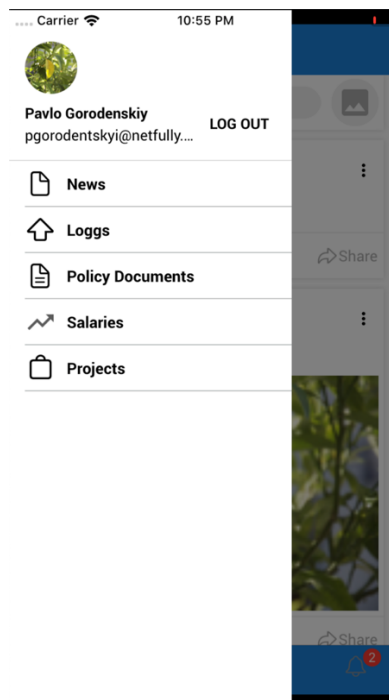 Carrier 10:55 PM
Pavlo Gorodenskiy
pgorodentskyi@netfully....
LOG OUT
News
Loggs
Share
Policy Documents
Salaries
Projects
Share
2